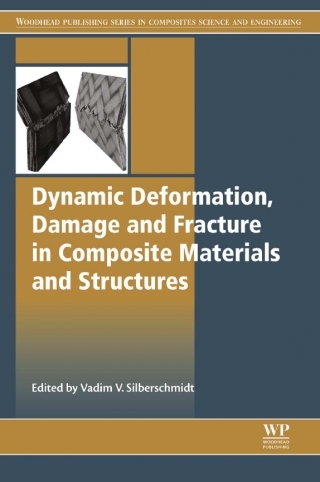 WOODHEAD PUBLISHING SERIES IN COMPOSITES SCIENCE AND ENGINEERING
Dynamic Deformation,
Damage and Fracture
in Composite Materials
and Structures
Edited by Vadim V. Silberschmidt
WP
WOODHEAD
PUBLISHING